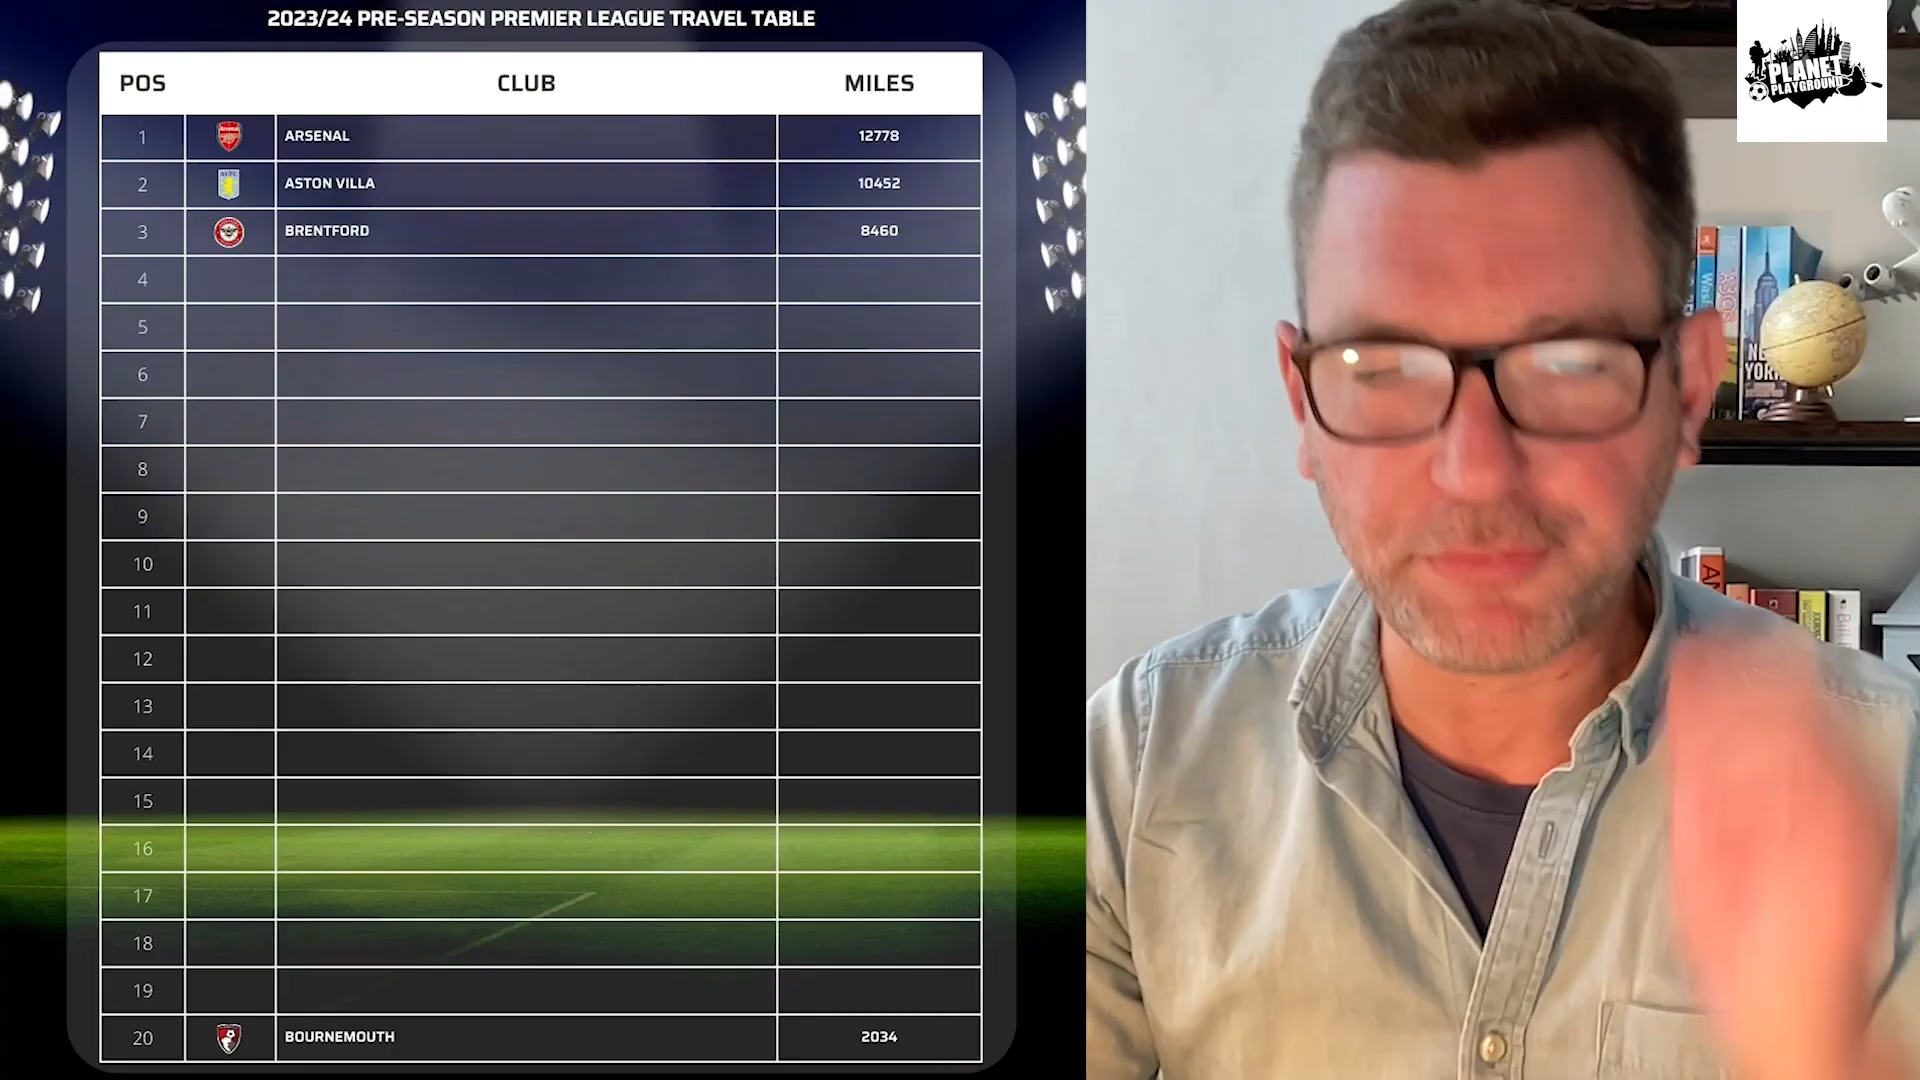 2023/24 PRE-SEASON PREMIER LEAGUE TRAVEL TABLE
POS CLUB MILES
1 ARSENAL 12778
2 ASTON VILLA 10452
3 BRENTFORD 8460
4
5
6
7
8
9
10
11
12
13
14
15
16
17
18
19
20 BOURNEMOUTH 2034
PLANET
PLAYGROUND
NE
YORK